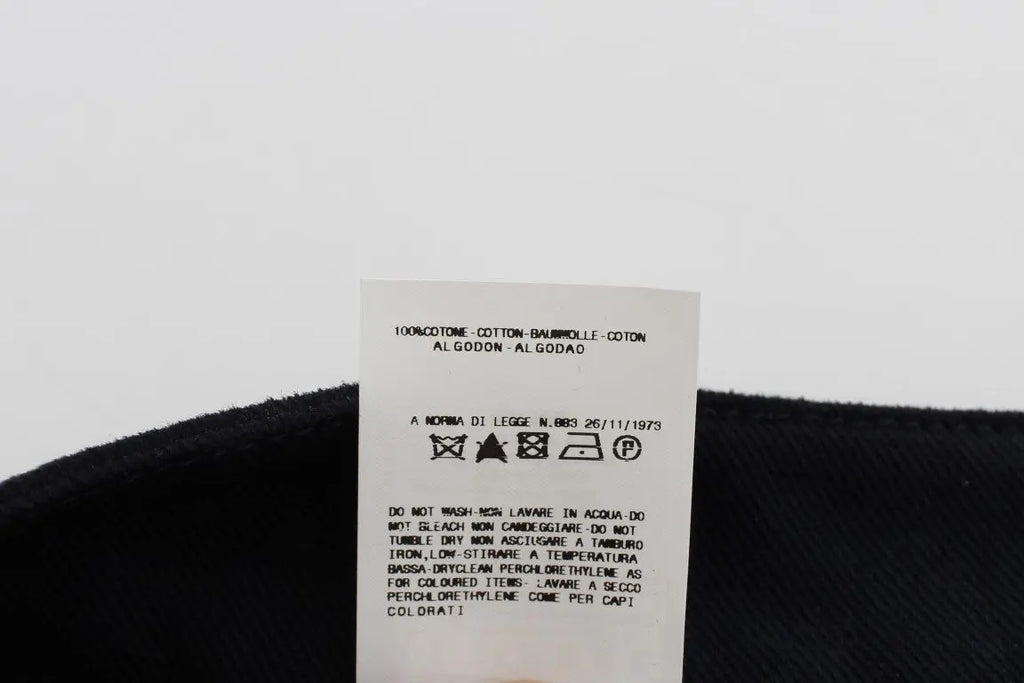 100%COTONE-COTTON-BAUMWOLLE-COTON
ALGODON-ALGODAO
A NORMA DI LEGGE N.883 26/11/1973
P
DO NOT WASH-NON LAVARE IN ACQUA-DO
NOT BLEACH NON CANDEGGIARE-DO NOT
TUMBLE DRY NON ASCIUGARE A TAMBURO
IRON,LOW-STIRARE A TEMPERATURA
BASSA-DRYCLEAN PERCHLORETHYLENE AS
FOR COLOURED ITEMS- LAVARE A SECCO
PERCHLORETHYLENE COME PER CAPI
COLORATI